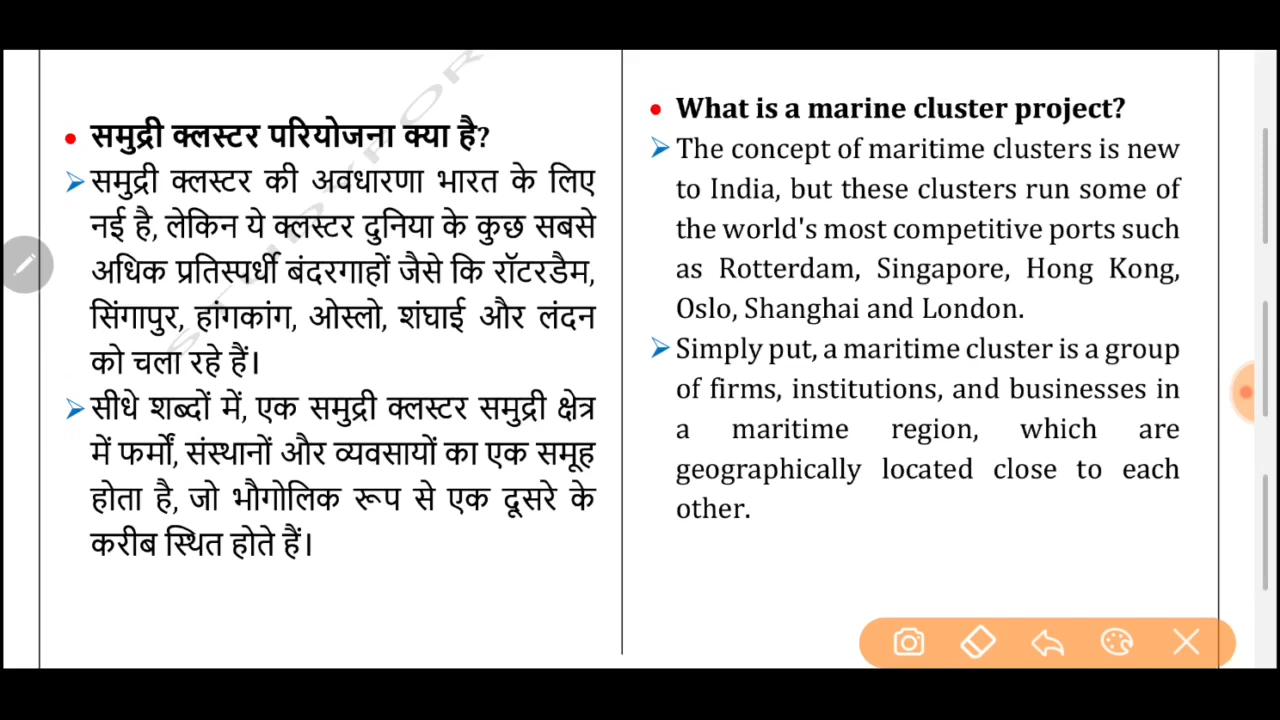 • समुद्री क्लस्टर परियोजना क्या है?
➢ समुद्री क्लस्टर की अवधारणा भारत के लिए
नई है, लेकिन ये क्लस्टर दुनिया के कुछ सबसे
अधिक प्रतिस्पर्धी बंदरगाहों जैसे कि रॉटरडैम,
सिंगापुर, हांगकांग, ओस्लो, शंघाई और लंदन
को चला रहे हैं।
➢ सीधे शब्दों में, एक समुद्री क्लस्टर समुद्री क्षेत्र
में फर्मों, संस्थानों और व्यवसायों का एक समूह
होता है, जो भौगोलिक रूप से एक दूसरे के
करीब स्थित होते हैं।
• What is a marine cluster project?
➢ The concept of maritime clusters is new
to India, but these clusters run some of
the world's most competitive ports such
as Rotterdam, Singapore, Hong Kong,
Oslo, Shanghai and London.
➢ Simply put, a maritime cluster is a group
of firms, institutions, and businesses in
a maritime region, which are
geographically located close to each
other.